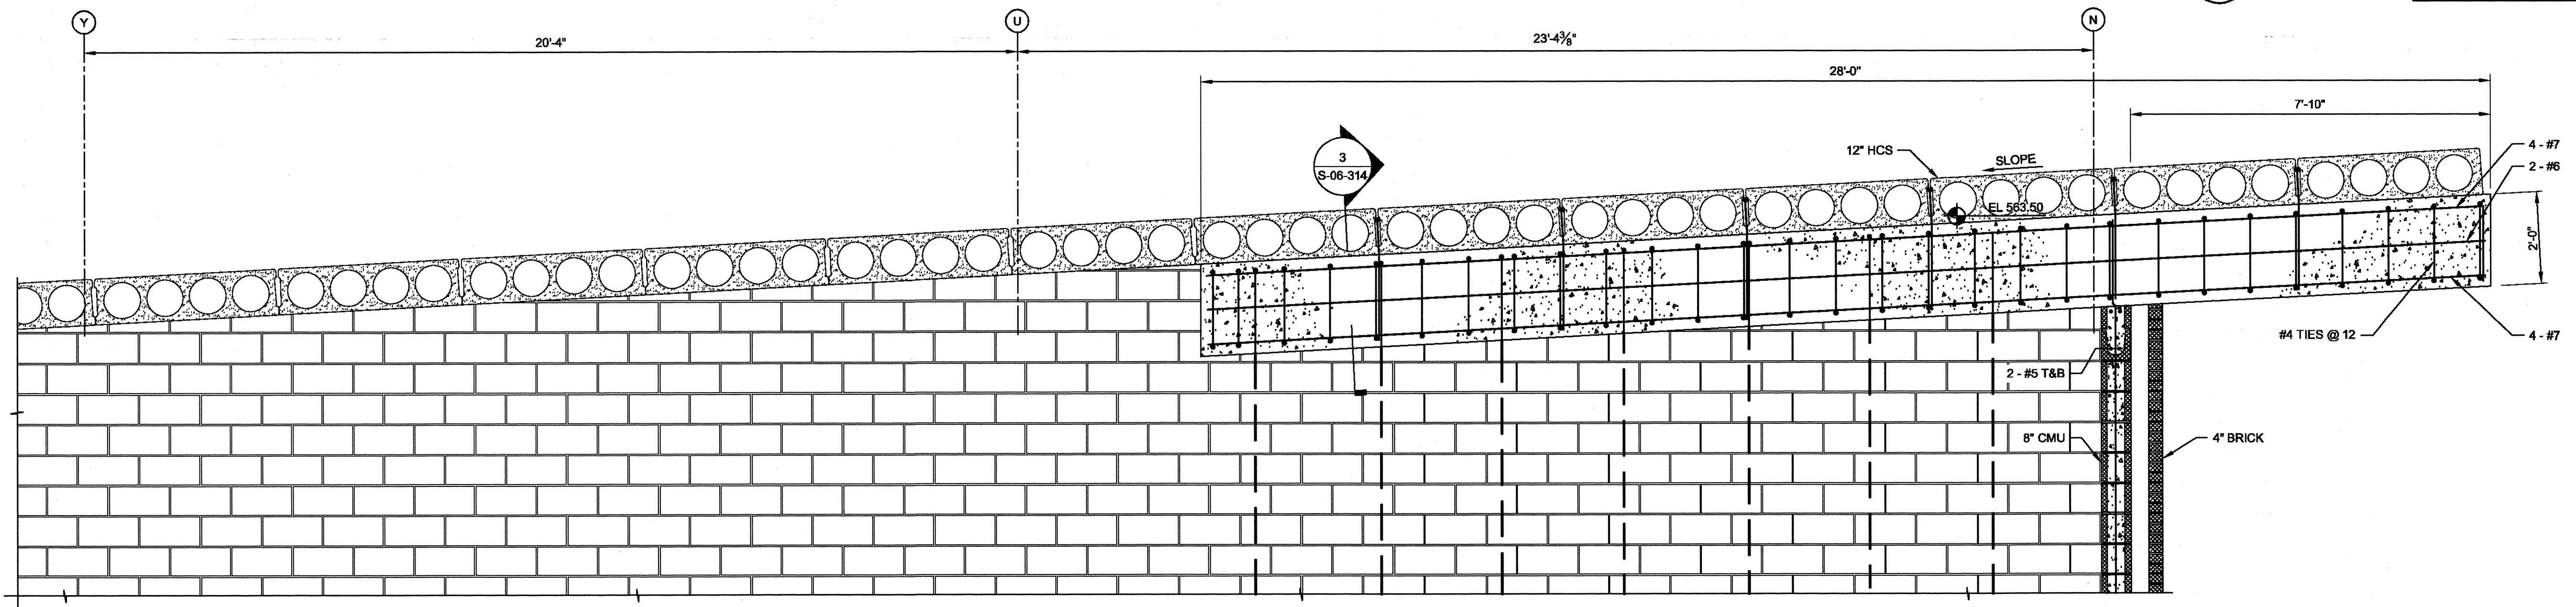 Y
U
N
20'-4"
23'-4⅜"
28'-0"
7'-10"
3
S-06-314
12" HCS
SLOPE
EL 563.50
4 - #7
2 - #6
2'-0"
#4 TIES @ 12
4 - #7
2 - #5 T&B
8" CMU
4" BRICK